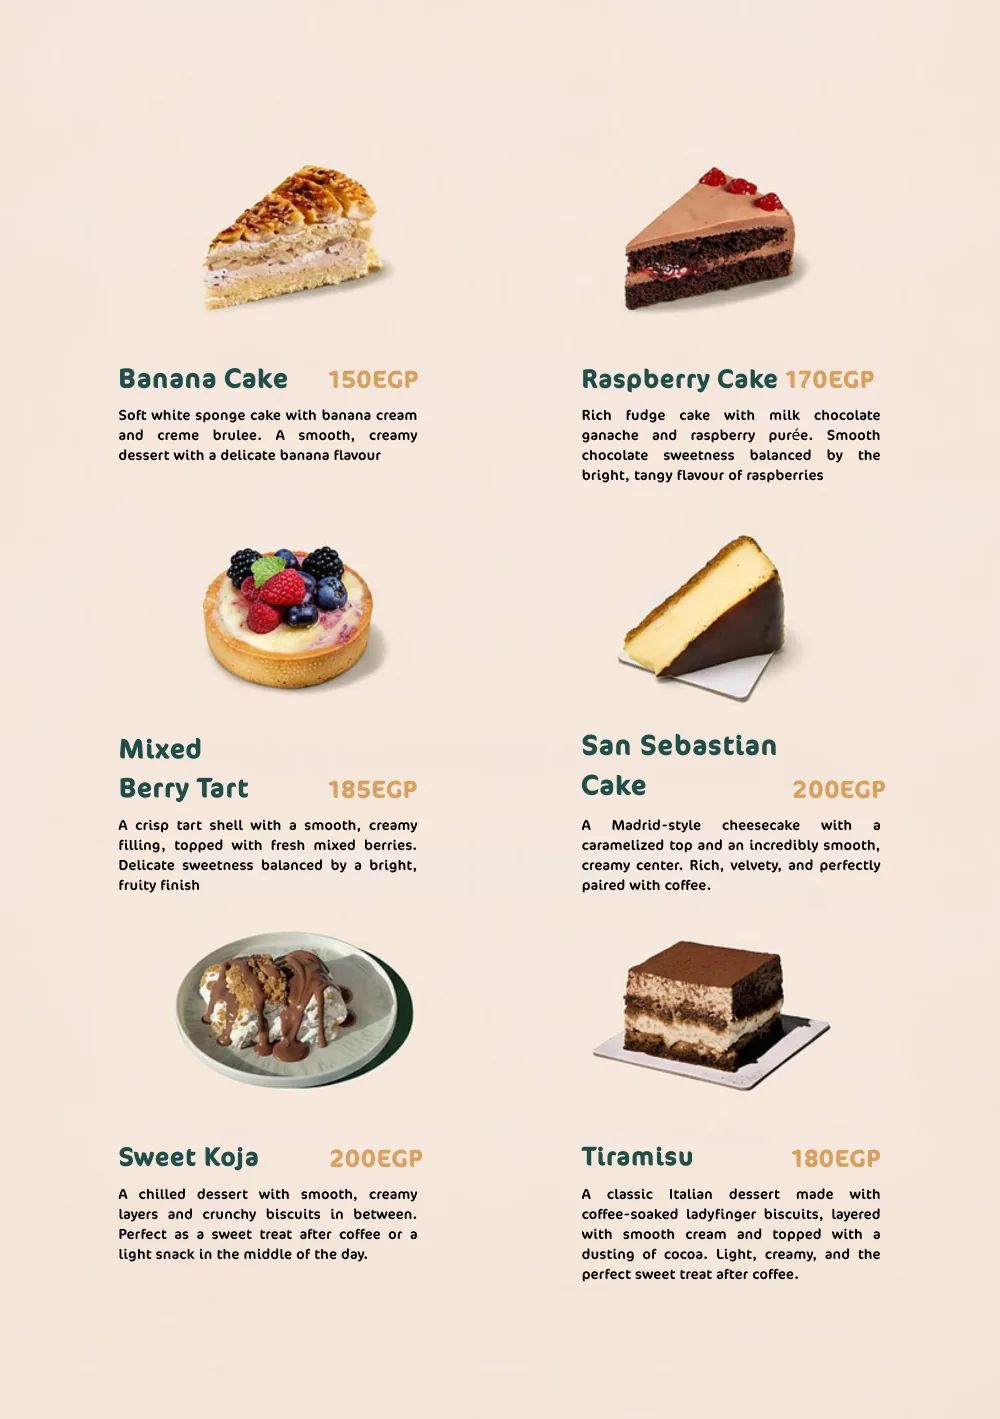 Banana Cake 150EGP
Soft white sponge cake with banana cream
and creme brulee. A smooth, creamy
dessert with a delicate banana flavour
Raspberry Cake 170EGP
Rich fudge cake with milk chocolate
ganache and raspberry purée. Smooth
chocolate sweetness balanced by the
bright, tangy flavour of raspberries
Mixed
Berry Tart 185EGP
A crisp tart shell with a smooth, creamy
filling, topped with fresh mixed berries.
Delicate sweetness balanced by a bright,
fruity finish
San Sebastian
Cake 200EGP
A Madrid-style cheesecake with a
caramelized top and an incredibly smooth,
creamy center. Rich, velvety, and perfectly
paired with coffee.
Sweet Koja 200EGP
A chilled dessert with smooth, creamy
layers and crunchy biscuits in between.
Perfect as a sweet treat after coffee or a
light snack in the middle of the day.
Tiramisu 180EGP
A classic Italian dessert made with
coffee-soaked ladyfinger biscuits, layered
with smooth cream and topped with a
dusting of cocoa. Light, creamy, and the
perfect sweet treat after coffee.